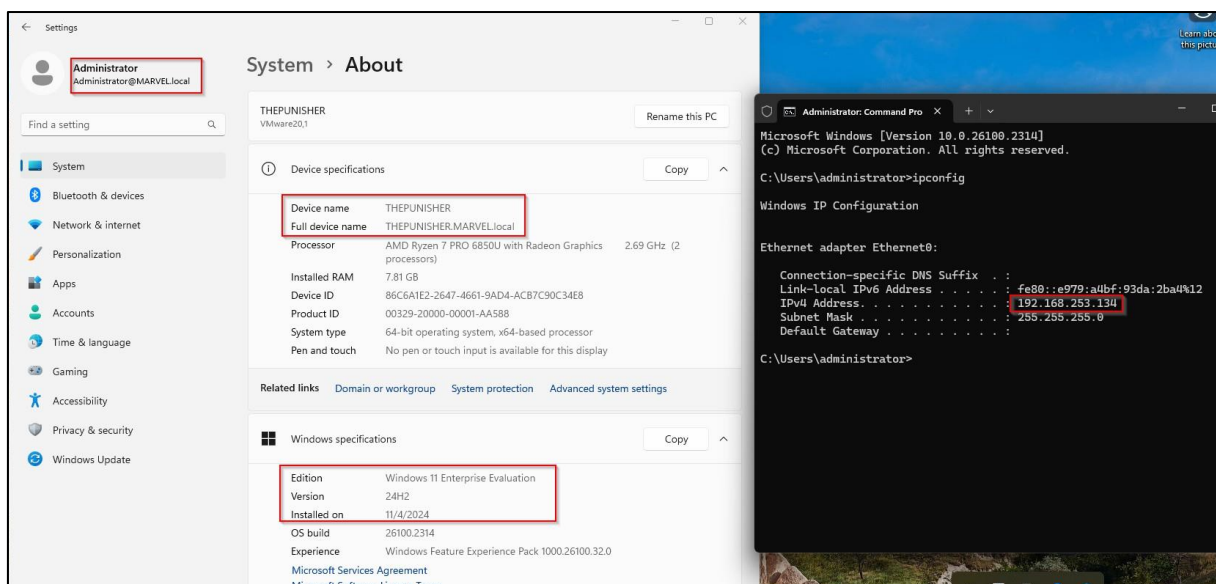 Settings
Administrator
Administrator@MARVEL.local
Find a setting
System
Bluetooth & devices
Network & internet
Personalization
Apps
Accounts
Time & language
Gaming
Accessibility
Privacy & security
Windows Update
System > About
THEPUNISHER
VMware20,1
Rename this PC
Device specifications
Copy
Device name THEPUNISHER
Full device name THEPUNISHER.MARVEL.local
Processor AMD Ryzen 7 PRO 6850U with Radeon Graphics 2.69 GHz (2
processors)
Installed RAM 7.81 GB
Device ID 86C6A1E2-2647-4661-9AD4-ACB7C90C34E8
Product ID 00329-20000-00001-AA588
System type 64-bit operating system, x64-based processor
Pen and touch No pen or touch input is available for this display
Related links Domain or workgroup System protection Advanced system settings
Windows specifications
Copy
Edition Windows 11 Enterprise Evaluation
Version 24H2
Installed on 11/4/2024
OS build 26100.2314
Experience Windows Feature Experience Pack 1000.26100.32.0
Microsoft Services Agreement
Learn abo
this pictu
Administrator: Command Pro
Microsoft Windows [Version 10.0.26100.2314]
(c) Microsoft Corporation. All rights reserved.
C:\Users\administrator>ipconfig
Windows IP Configuration
Ethernet adapter Ethernet0:
Connection-specific DNS Suffix . :
Link-local IPv6 Address . . . . . : fe80::e979:a4bf:93da:2ba4%12
IPv4 Address. . . . . . . . . . . : 192.168.253.134
Subnet Mask . . . . . . . . . . . : 255.255.255.0
Default Gateway . . . . . . . . . :
C:\Users\administrator>